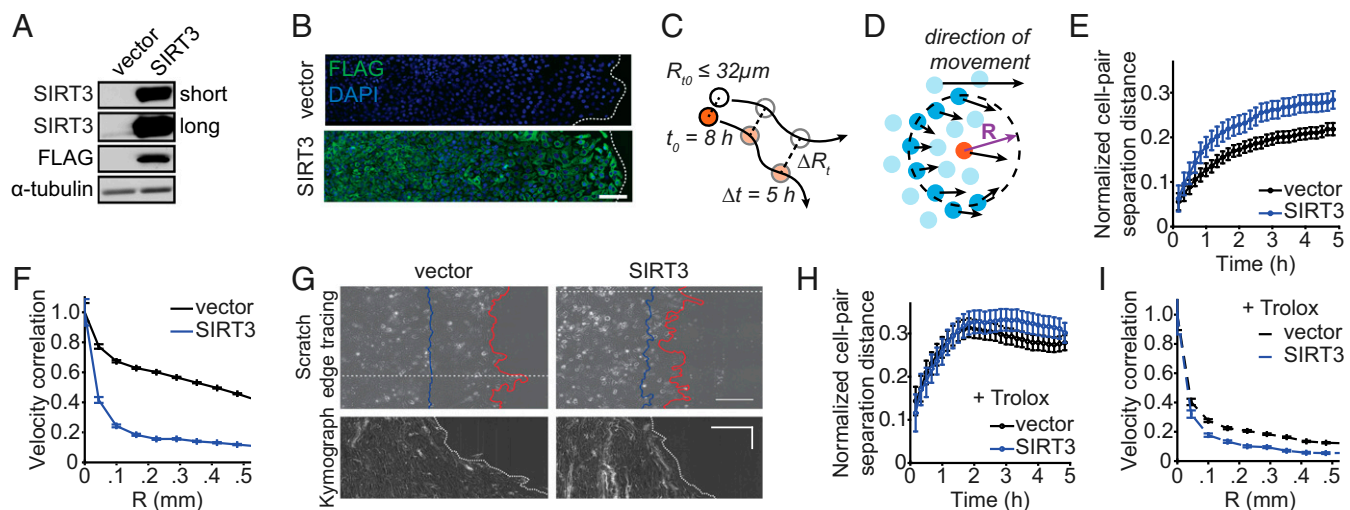 A
vector
SIRT3
SIRT3 short
SIRT3 long
FLAG
α-tubulin
B
FLAG
DAPI
vector
SIRT3
C
Rt0 ≤ 32µm
t0 = 8 h
ΔRt
Δt = 5 h
D
direction of
movement
R
E
Normalized cell-pair
separation distance
0.3
0.2
0.1
0
vector
SIRT3
0 1 2 3 4 5
Time (h)
F
Velocity correlation
1.0
0.8
0.6
0.4
0.2
0
vector
SIRT3
0 .1 .2 .3 .4 .5
R (mm)
G
vector
SIRT3
Scratch
edge tracing
Kymograph
H
Normalized cell-pair
separation distance
0.3
0.2
0.1
0
+ Trolox
vector
SIRT3
0 1 2 3 4 5
Time (h)
I
Velocity correlation
1.0
0.8
0.6
0.4
0.2
0
+ Trolox
vector
SIRT3
0 .1 .2 .3 .4 .5
R (mm)